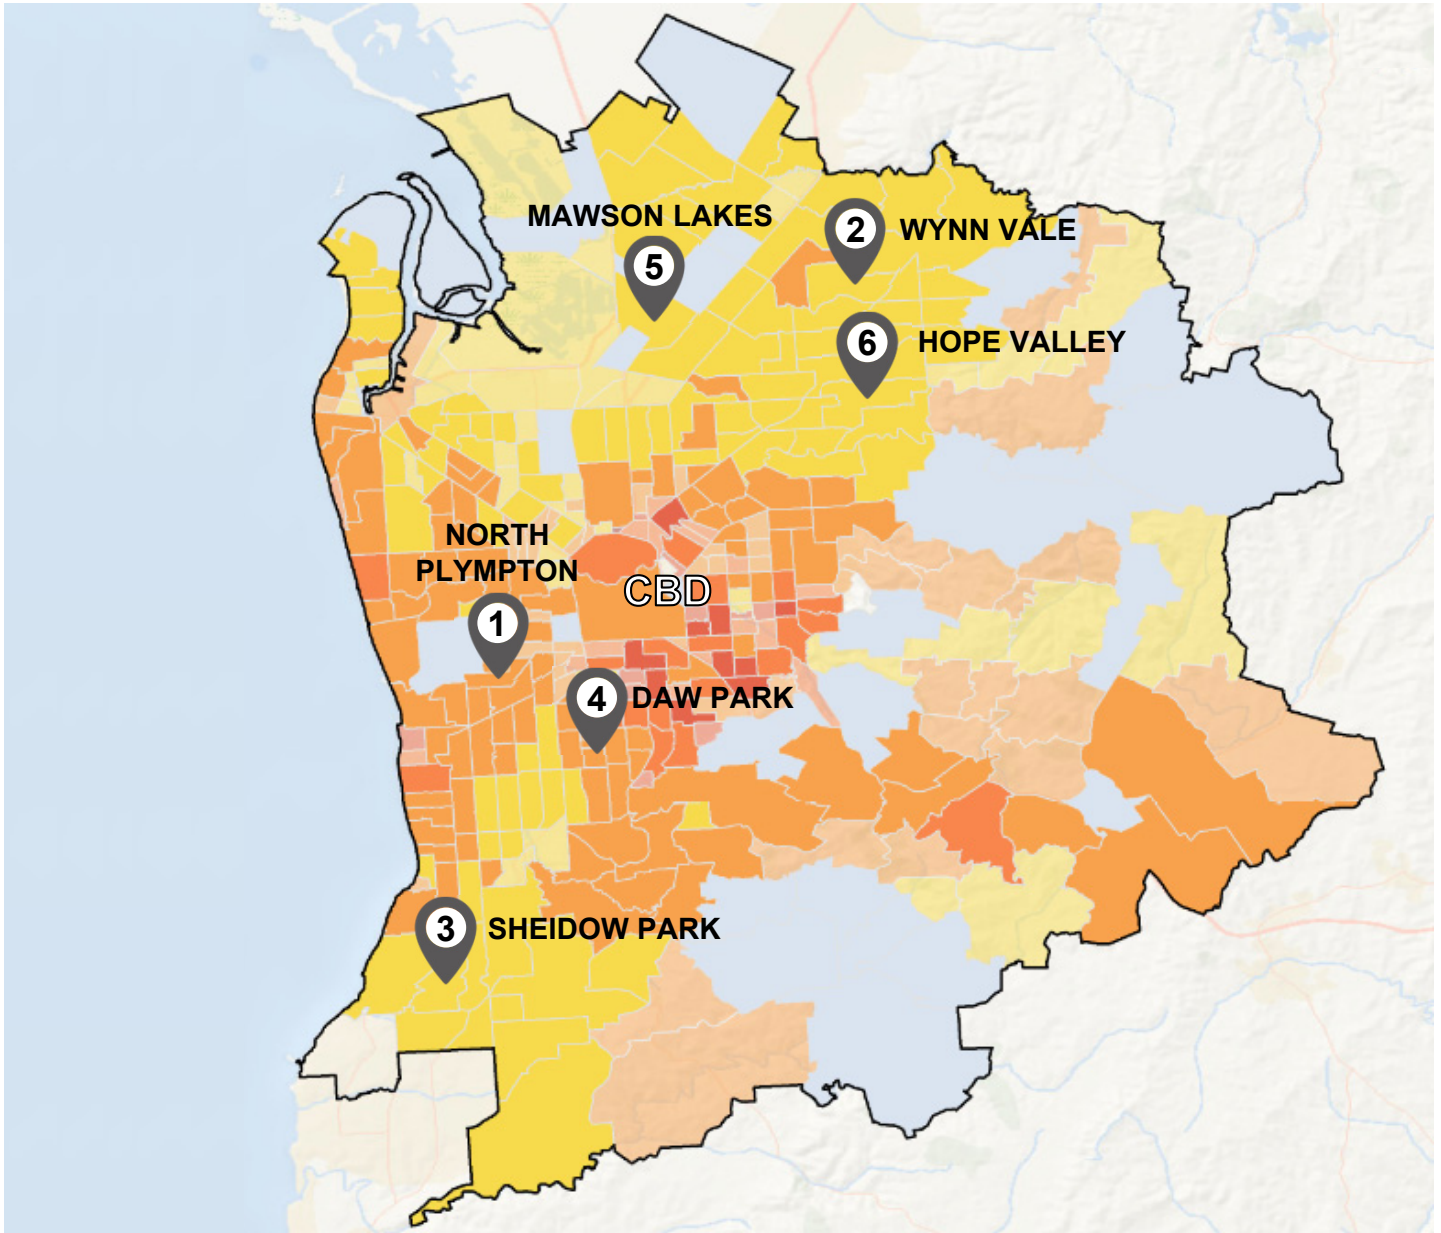 MAWSON LAKES
5
2
WYNN VALE
6
HOPE VALLEY
NORTH
PLYMPTON
1
CBD
4
DAW PARK
3
SHEIDOW PARK